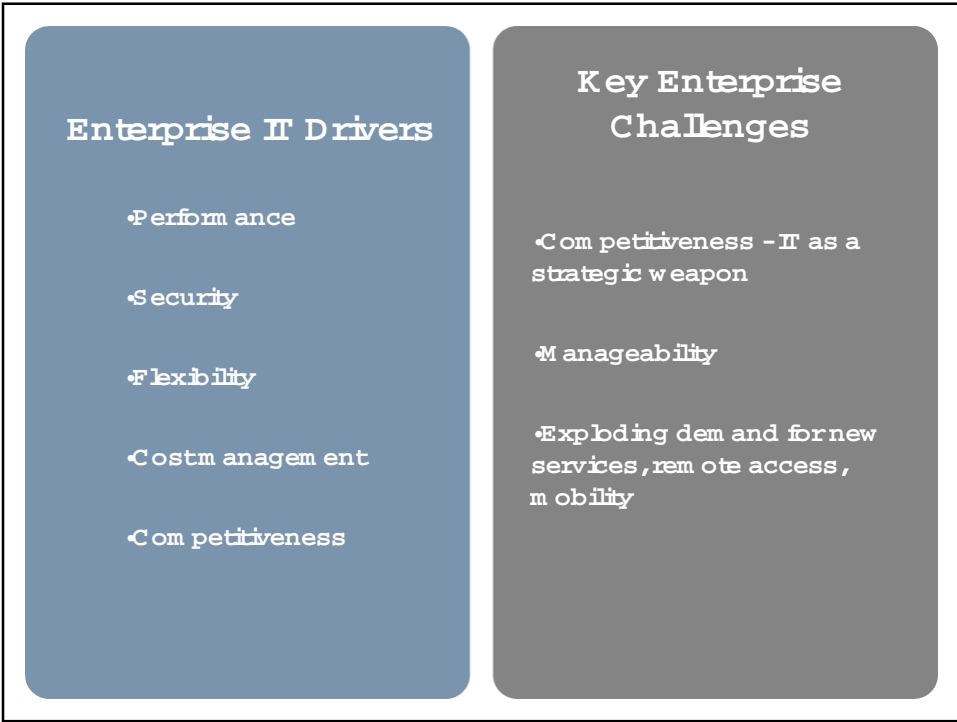 Enterprise IT Drivers
•Performance
•Security
•Flexibility
•Cost management
•Competitiveness
Key Enterprise
Challenges
•Competitiveness - IT as a
strategic weapon
•Manageability
•Exploding demand for new
services, remote access,
mobility